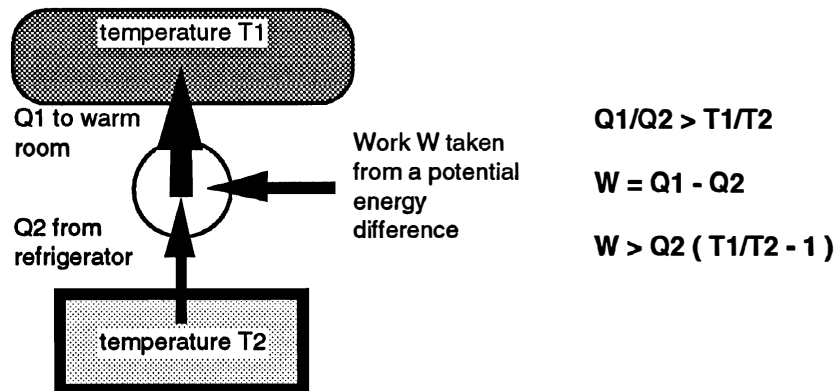 temperature T1
Q1 to warm
room
Work W taken
from a potential
energy
difference
Q2 from
refrigerator
temperature T2
Q1/Q2 > T1/T2
W = Q1 - Q2
W > Q2 ( T1/T2 - 1 )